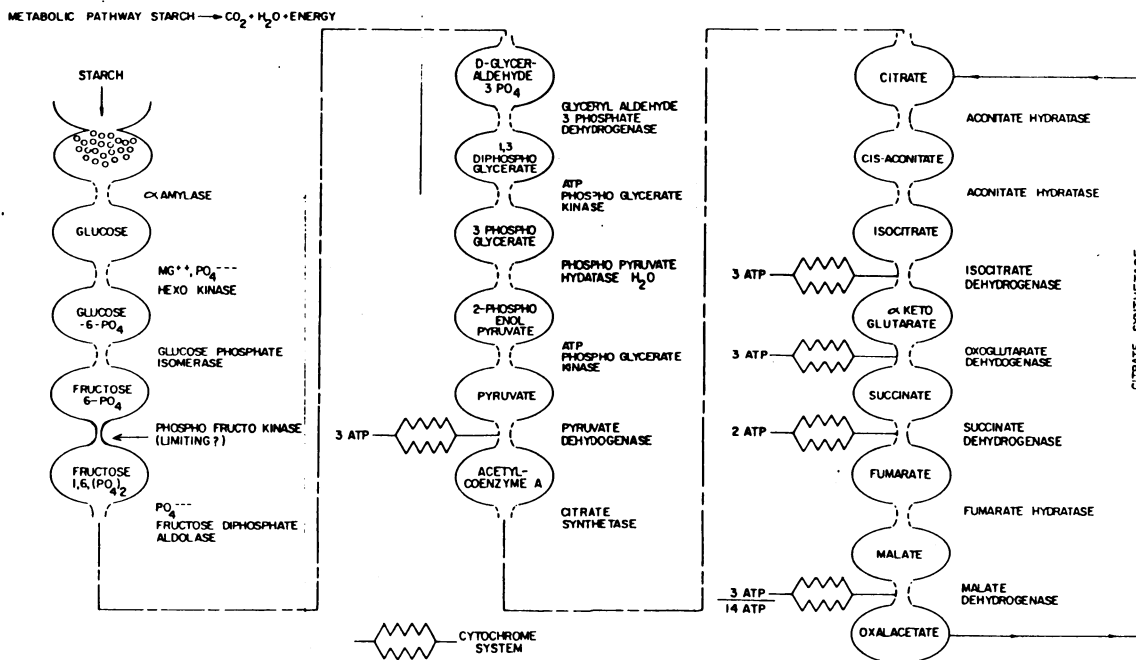 METABOLIC PATHWAY STARCH → CO2 + H2O + ENERGY
STARCH
α AMYLASE
GLUCOSE
MG++, PO4---
HEXO KINASE
GLUCOSE
-6-PO4
GLUCOSE PHOSPHATE
ISOMERASE
FRUCTOSE
6-PO4
PHOSPHO FRUCTO KINASE
(LIMITING?)
FRUCTOSE
1,6,(PO4)2
PO4---
FRUCTOSE DIPHOSPHATE
ALDOLASE
D-GLYCER-
ALDEHYDE
3 PO4
GLYCERYL ALDEHYDE
3 PHOSPHATE
DEHYDROGENASE
1,3
DIPHOSPHO
GLYCERATE
ATP
PHOSPHO GLYCERATE
KINASE
3 PHOSPHO
GLYCERATE
PHOSPHO PYRUVATE
HYDATASE H2O
2-PHOSPHO
ENOL
PYRUVATE
ATP
PHOSPHO GLYCERATE
KINASE
PYRUVATE
3 ATP
PYRUVATE
DEHYDOGENASE
ACETYL-
COENZYME A
CITRATE
SYNTHETASE
CITRATE
ACONITATE HYDRATASE
CIS-ACONITATE
ACONITATE HYDRATASE
ISOCITRATE
3 ATP
ISOCITRATE
DEHYDROGENASE
α KETO
GLUTARATE
3 ATP
OXOGLUTARATE
DEHYDOGENASE
SUCCINATE
2 ATP
SUCCINATE
DEHYDROGENASE
FUMARATE
FUMARATE HYDRATASE
MALATE
3 ATP
14 ATP
MALATE
DEHYDROGENASE
OXALACETATE
CYTOCHROME
SYSTEM